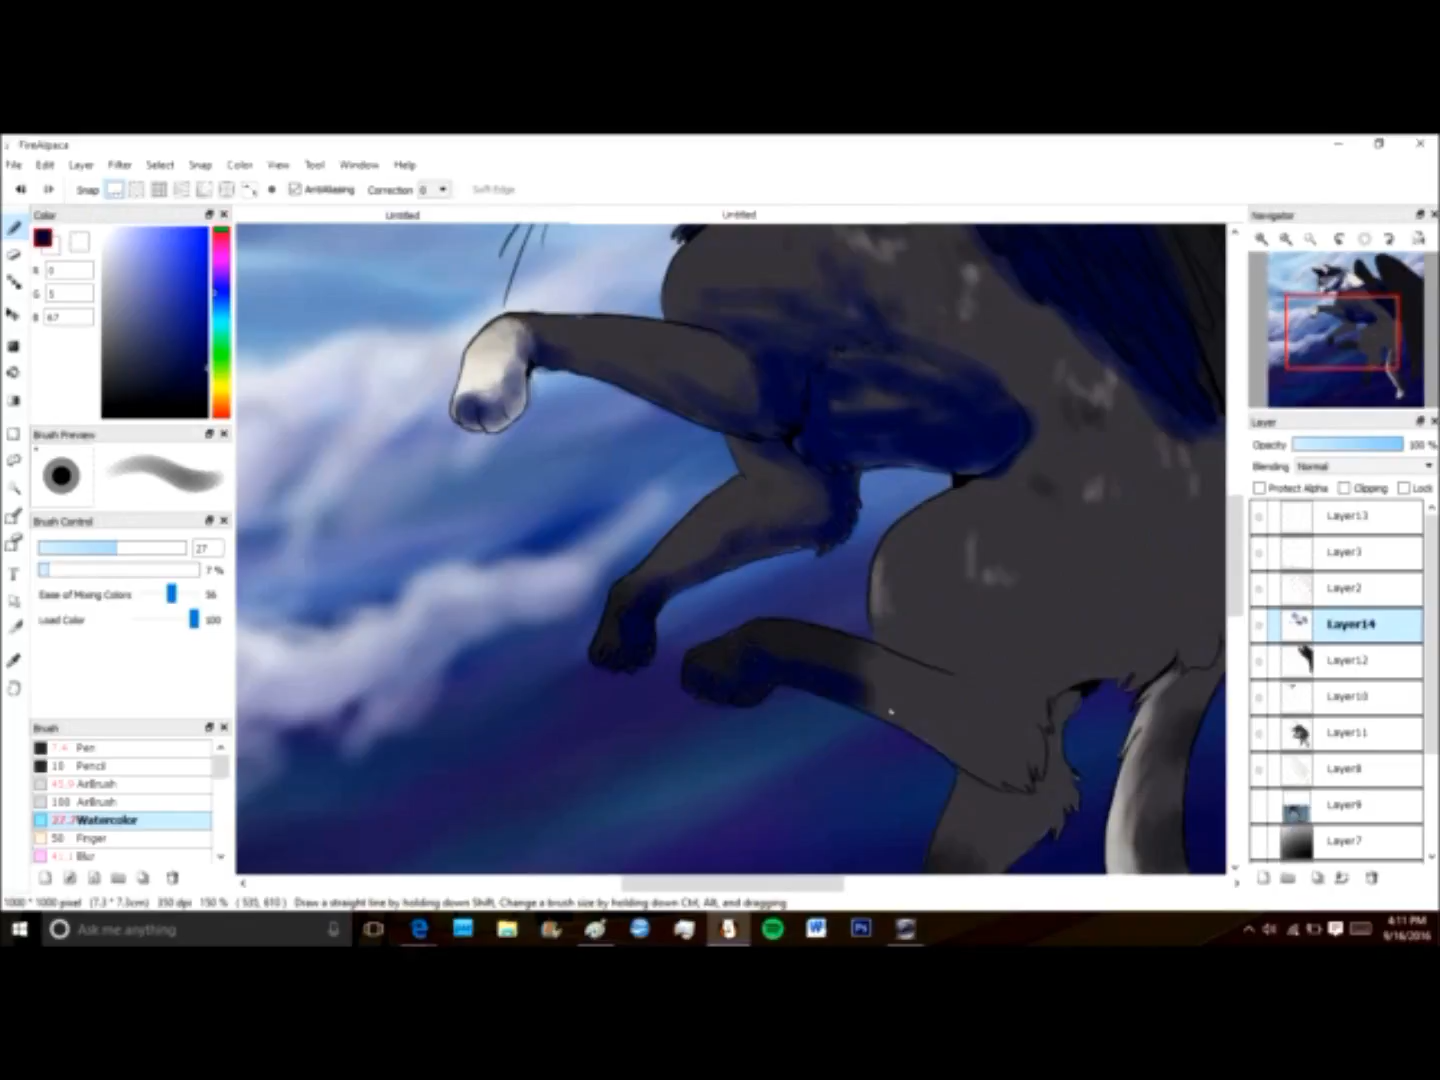 FireAlpaca
File Edit Layer Filter Select Snap Color View Tool Window Help
Snap AntiAliasing Correction 0 Soft Edge
Color
Untitled
Untitled
Navigator
R 0
G 5
B 67
Layer
Opacity 100 %
Brush Preview
Blending Normal
Protect Alpha Clipping Lock
Brush Control
27
7 %
Ease of Mixing Colors 56
Load Color 100
Layer13
Layer3
Layer2
Layer14
Layer12
Layer10
Layer11
Layer8
Layer9
Layer7
Brush
7.4 Pen
10 Pencil
45.9 AirBrush
100 AirBrush
27.7 Watercolor
50 Finger
41.1 Blur
1000 * 1000 pixel (7.3 * 7.3cm) 350 dpi 150 % ( 535, 610 ) Draw a straight line by holding down Shift, Change a brush size by holding down Ctrl, Alt, and dragging
Ask me anything
W
Ps
4:11 PM
9/16/2016